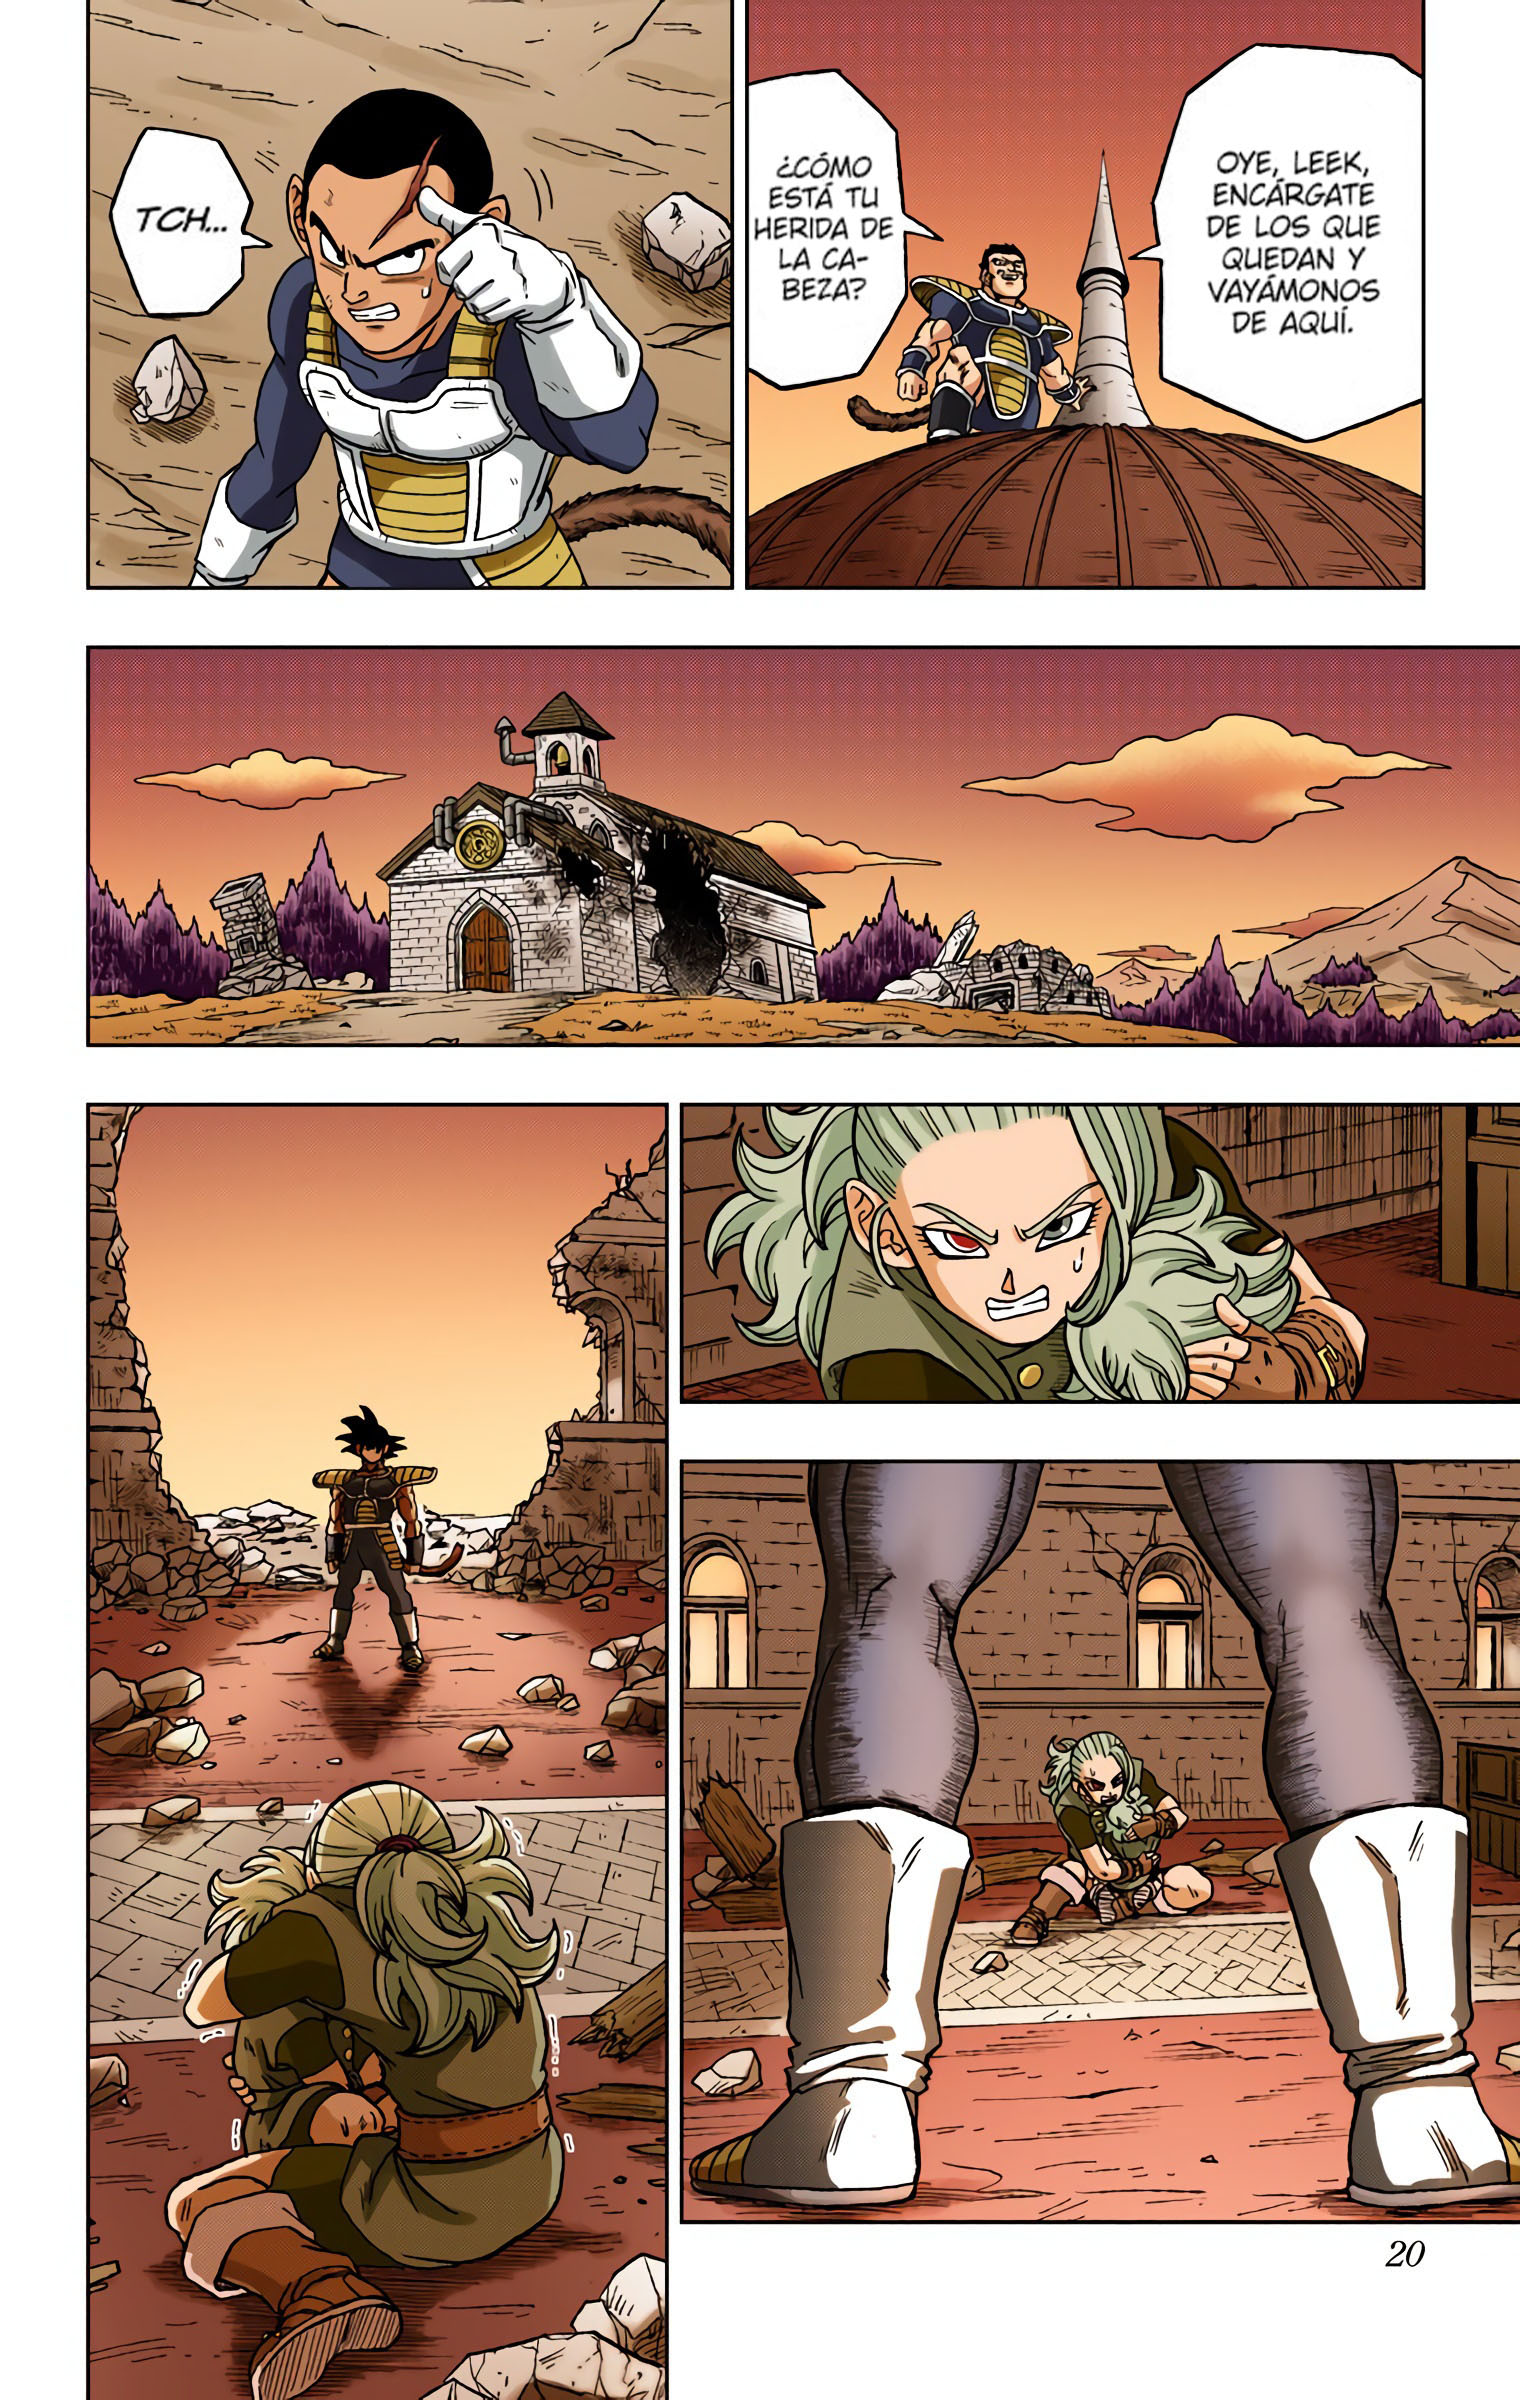 OYE, LEEK,
ENCÁRGATE
DE LOS QUE
QUEDAN Y
VAYÁMONOS
DE AQUÍ.
¿CÓMO
ESTÁ TU
HERIDA DE
LA CA-
BEZA?
TCH...
20